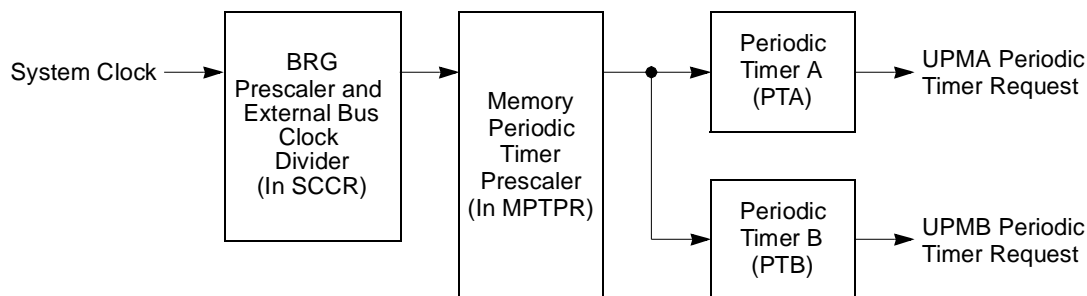 System Clock
BRG
Prescaler and
External Bus
Clock
Divider
(In SCCR)
Memory
Periodic
Timer
Prescaler
(In MPTPR)
Periodic
Timer A
(PTA)
UPMA Periodic
Timer Request
Periodic
Timer B
(PTB)
UPMB Periodic
Timer Request